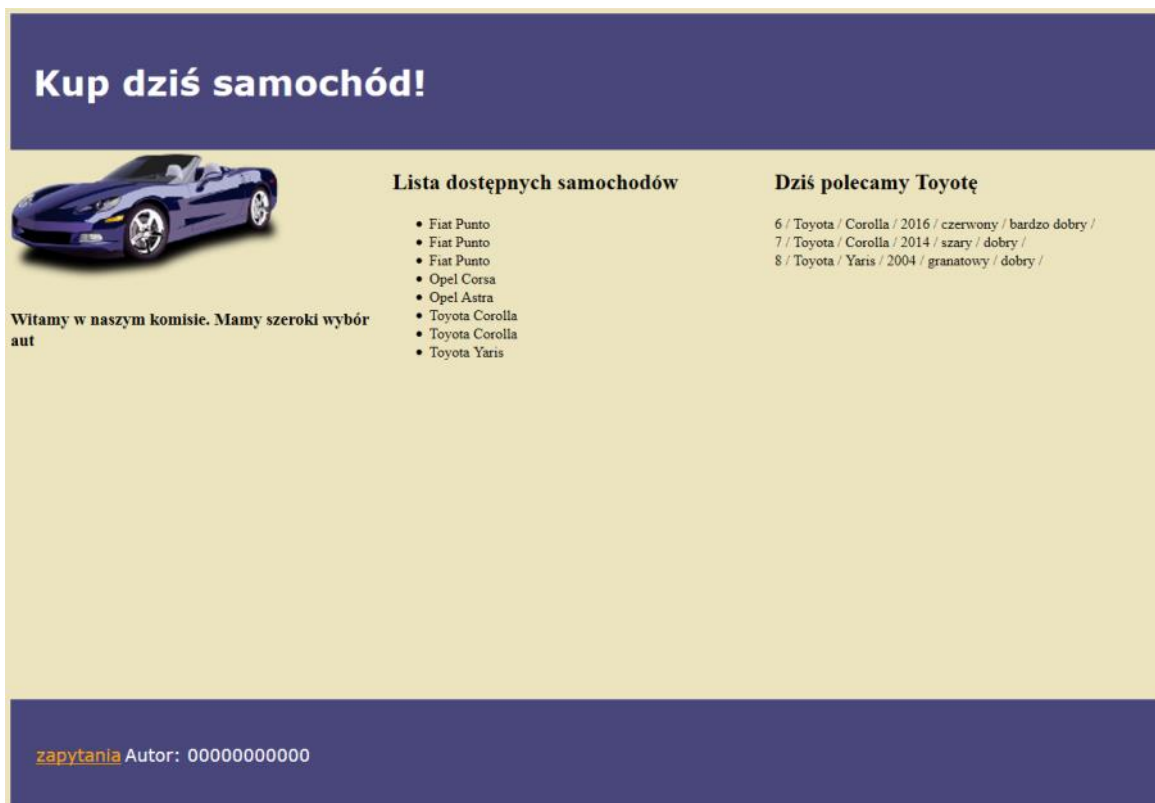 Kup dziś samochód!
Witamy w naszym komisie. Mamy szeroki wybór
aut
Lista dostępnych samochodów
• Fiat Punto
• Fiat Punto
• Fiat Punto
• Opel Corsa
• Opel Astra
• Toyota Corolla
• Toyota Corolla
• Toyota Yaris
Dziś polecamy Toyotę
6 / Toyota / Corolla / 2016 / czerwony / bardzo dobry /
7 / Toyota / Corolla / 2014 / szary / dobry /
8 / Toyota / Yaris / 2004 / granatowy / dobry /
zapytania Autor: 00000000000